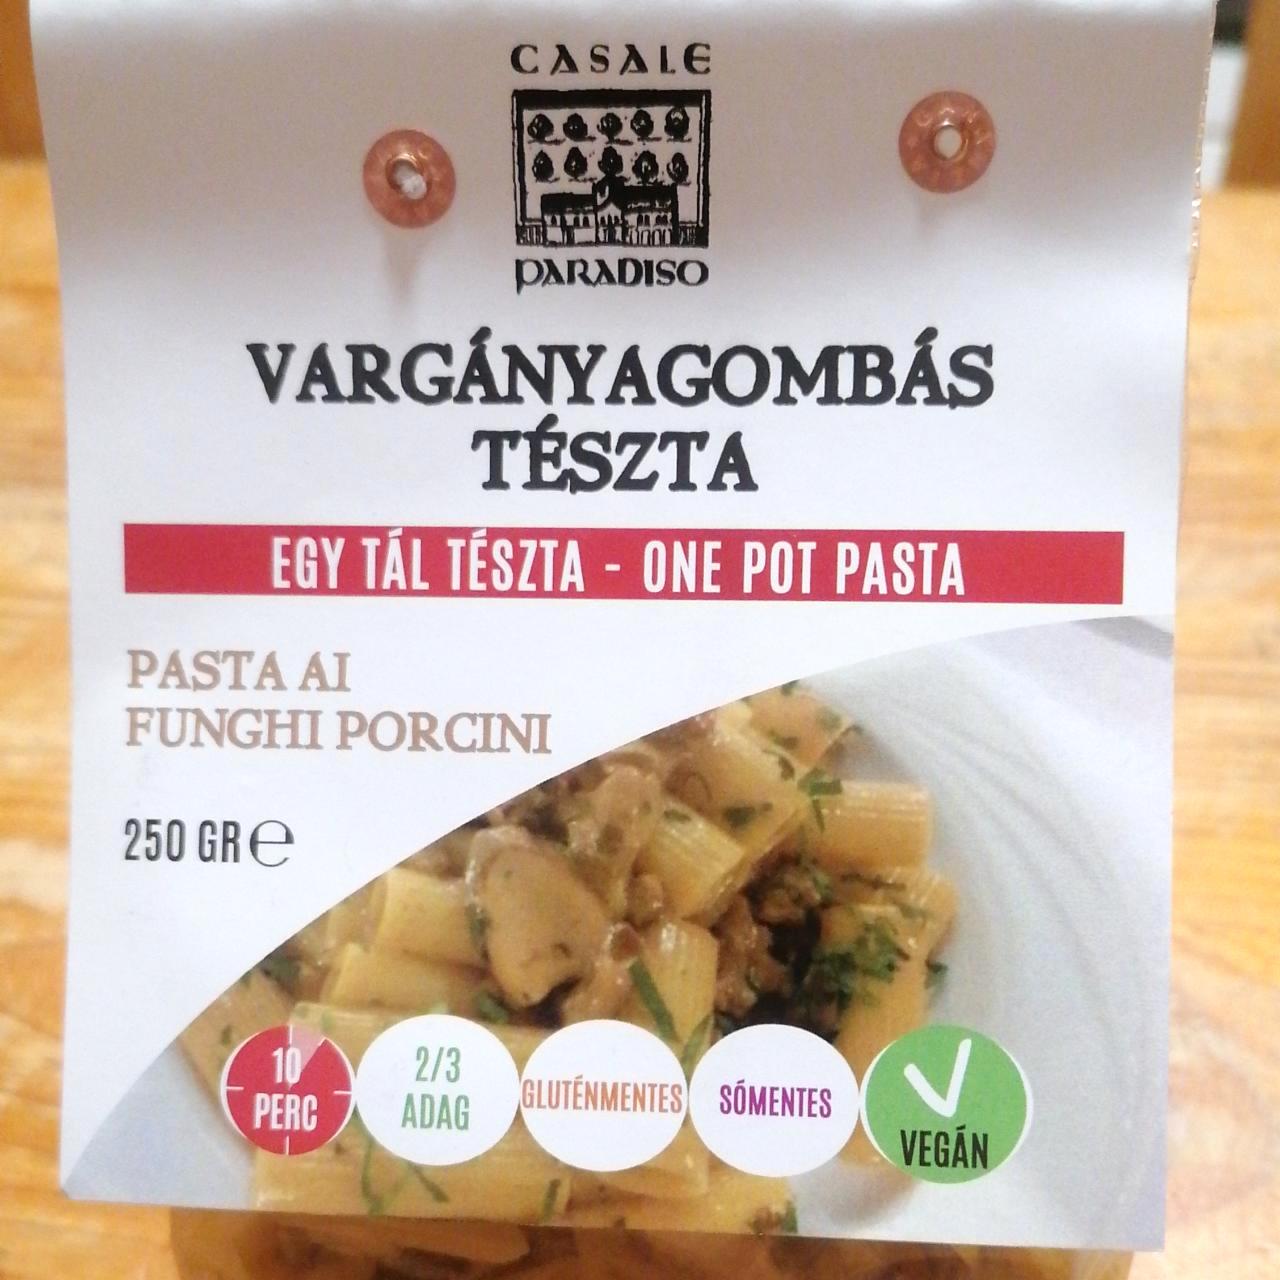 CASALE
PARADISO
VARGÁNYAGOMBÁS
TÉSZTA
EGY TÁL TÉSZTA - ONE POT PASTA
PASTA AI
FUNGHI PORCINI
250 GR ℮
10
PERC
2/3
ADAG
GLUTÉNMENTES
SÓMENTES
VEGÁN